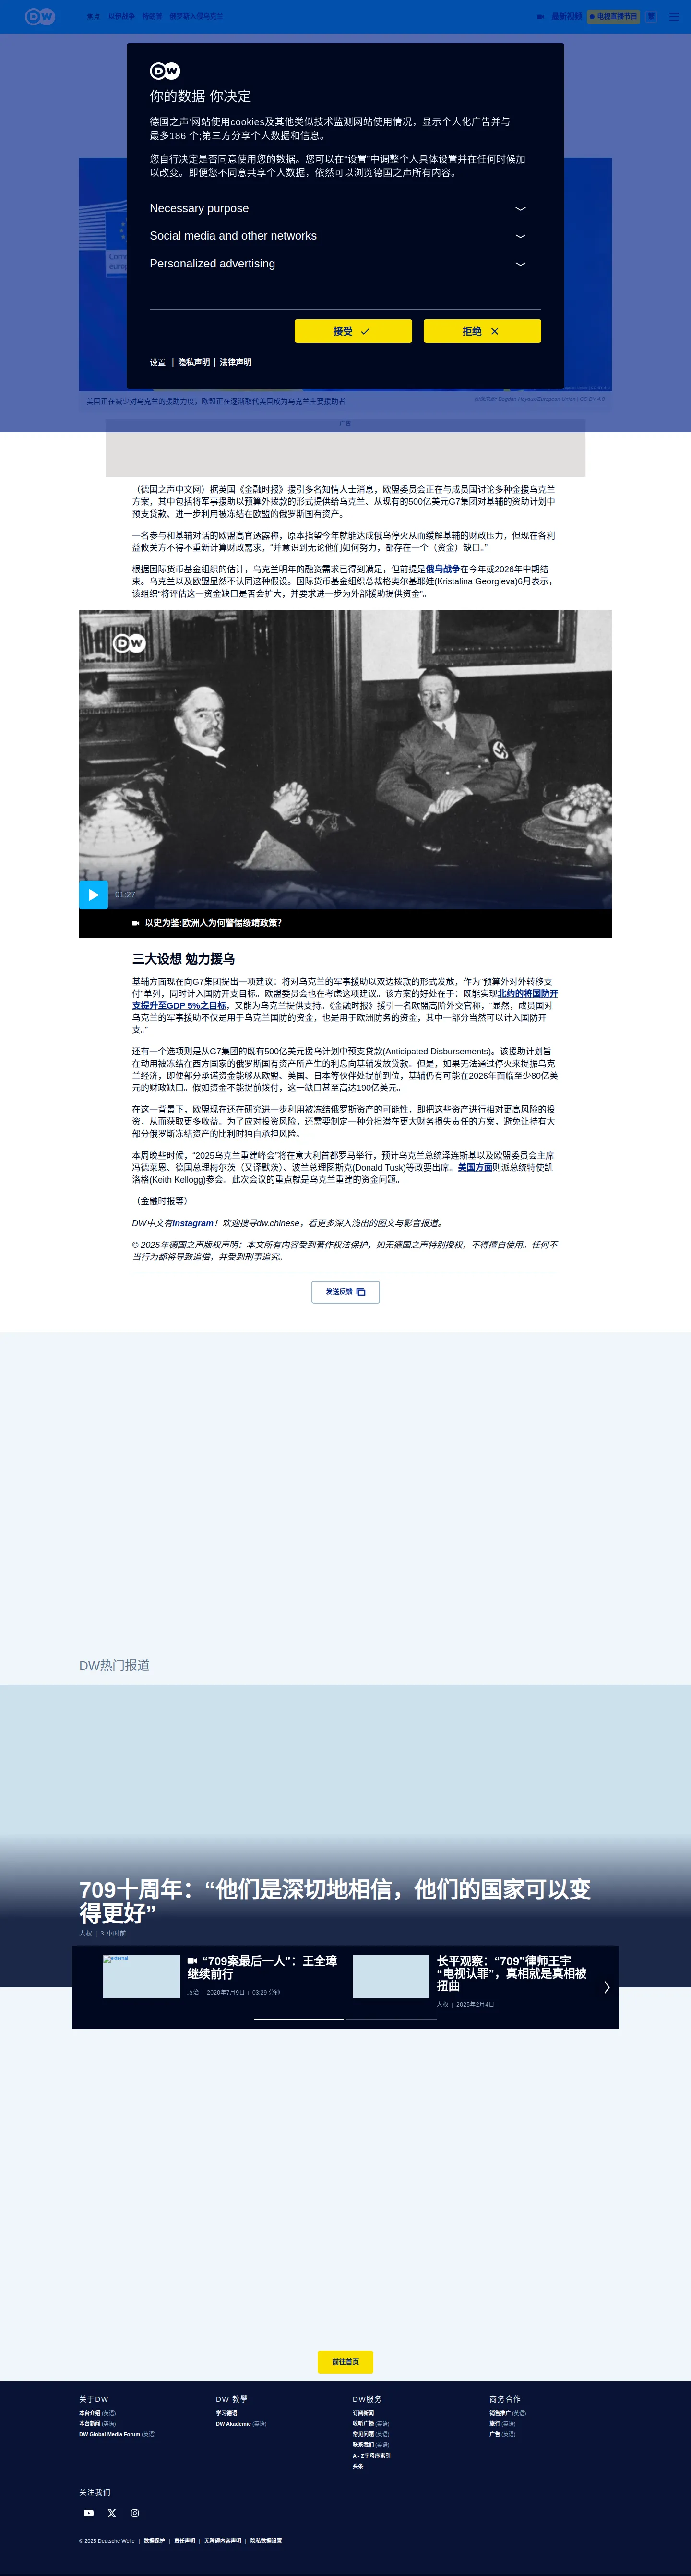 DW
焦点 以伊战争 纯德智 俄罗斯入侵乌克兰
最新视频 电视直播节目 繁
DW
你的数据 你决定
德国之声网站使用cookies及其他类似技术监测网站使用情况，显示个人化广告并与
最多186 个;第三方分享个人数据和信息。
您自行决定是否同意使用您的数据。您可以在“设置”中调整个人具体设置并在任何时候加
以改变。即便您不同意共享个人数据，依然可以浏览德国之声所有内容。
Necessary purpose
Social media and other networks
Personalized advertising
接受 拒绝
设置 | 隐私声明 | 法律声明
美国正在减少对乌克兰的援助力度，欧盟正在逐渐取代美国成为乌克兰主要援助者
广告
（德国之声中文网）据英国《金融时报》援引多名知情人士消息，欧盟委员会正在与成员国讨论多种金援乌克兰
方案，其中包括将军事援助以预算外拨款的形式提供给乌克兰、从现有的500亿美元G7集团对基辅的资助计划中
预支贷款、进一步利用被冻结在欧盟的俄罗斯国有资产。
一名参与和基辅对话的欧盟高官透露称，原本指望今年就能达成俄乌停火从而缓解基辅的财政压力，但现在各利
益攸关方不得不重新计算财政需求，“并意识到无论他们如何努力，都存在一个（资金）缺口。”
根据国际货币基金组织的估计，乌克兰明年的融资需求已得到满足，但前提是俄乌战争在今年或2026年中期结
束。乌克兰以及欧盟显然不认同这种假设。国际货币基金组织总裁格奥尔基耶娃(Kristalina Georgieva)6月表示，
该组织“将评估这一资金缺口是否会扩大，并要求进一步为外部援助提供资金”。
DW
01:27
以史为鉴:欧洲人为何警惕绥靖政策?
三大设想 勉力援乌
基辅方面现在向G7集团提出一项建议：将对乌克兰的军事援助以双边拨款的形式发放，作为“预算外对外转移支
付”单列，同时计入国防开支目标。欧盟委员会也在考虑这项建议。该方案的好处在于：既能实现北约的将国防开
支提升至GDP 5%之目标，又能为乌克兰提供支持。《金融时报》援引一名欧盟高阶外交官称，“显然，成员国对
乌克兰的军事援助不仅是用于乌克兰国防的资金，也是用于欧洲防务的资金，其中一部分当然可以计入国防开
支。”
还有一个选项则是从G7集团的既有500亿美元援乌计划中预支贷款(Anticipated Disbursements)。该援助计划旨
在动用被冻结在西方国家的俄罗斯国有资产所产生的利息向基辅发放贷款。但是，如果无法通过停火来提振乌克
兰经济，即便部分承诺资金能够从欧盟、美国、日本等伙伴处提前到位，基辅仍有可能在2026年面临至少80亿美
元的财政缺口。假如资金不能提前拨付，这一缺口甚至高达190亿美元。
在这一背景下，欧盟现在还在研究进一步利用被冻结俄罗斯资产的可能性，即把这些资产进行相对更高风险的投
资，从而获取更多收益。为了应对投资风险，还需要制定一种分担潜在更大财务损失责任的方案，避免让持有大
部分俄罗斯冻结资产的比利时独自承担风险。
本周晚些时候，“2025乌克兰重建峰会”将在意大利首都罗马举行，预计乌克兰总统泽连斯基以及欧盟委员会主席
冯德莱恩、德国总理梅尔茨（又译默茨）、波兰总理图斯克(Donald Tusk)等政要出席。美国方面则派总统特使凯
洛格(Keith Kellogg)参会。此次会议的重点就是乌克兰重建的资金问题。
（金融时报等）
DW中文有Instagram！欢迎搜寻dw.chinese，看更多深入浅出的图文与影音报道。
© 2025年德国之声版权声明：本文所有内容受到著作权法保护，如无德国之声特别授权，不得擅自使用。任何不
当行为都将导致追偿，并受到刑事追究。
发送反馈
DW热门报道
709十周年：“他们是深切地相信，他们的国家可以变
得更好”
人权 | 3 小时前
external
“709案最后一人”：王全璋
继续前行
政治 | 2020年7月9日 | 03:29 分钟
长平观察：“709”律师王宇
“电视认罪”，真相就是真相被
扭曲
人权 | 2025年2月4日
前往首页
关于DW
本台介绍 (英语)
本台新闻 (英语)
DW Global Media Forum (英语)
DW 教學
学习德语
DW Akademie (英语)
DW服务
订阅新闻
收听广播 (英语)
常见问题 (英语)
联系我们 (英语)
A - Z字母序索引
头条
商务合作
销售推广 (英语)
旅行 (英语)
广告 (英语)
关注我们
© 2025 Deutsche Welle | 数据保护 | 责任声明 | 无障碍内容声明 | 隐私数据设置